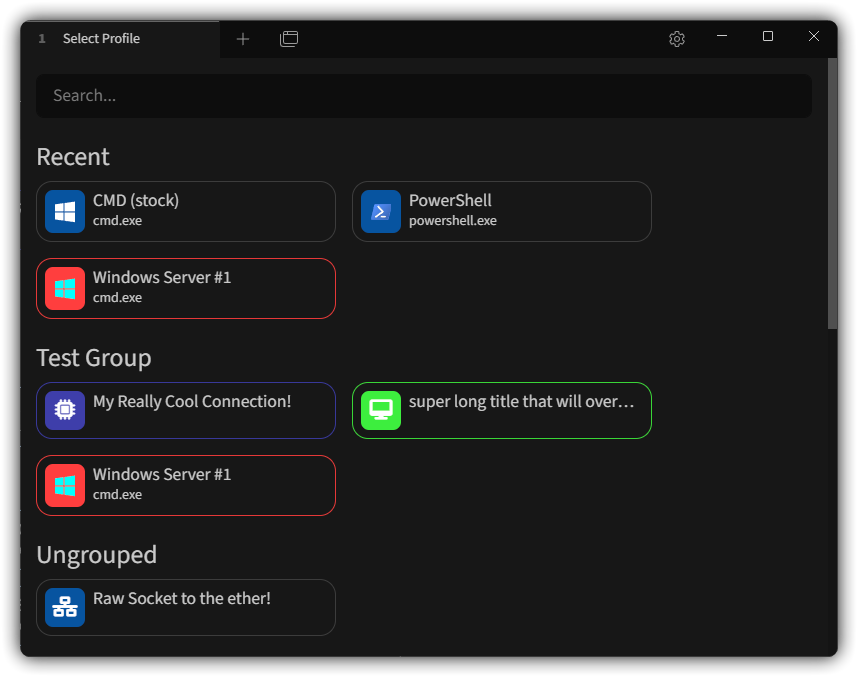 1 Select Profile
Search...
Recent
CMD (stock)
cmd.exe
PowerShell
powershell.exe
Windows Server #1
cmd.exe
Test Group
My Really Cool Connection!
super long title that will over…
Windows Server #1
cmd.exe
Ungrouped
Raw Socket to the ether!